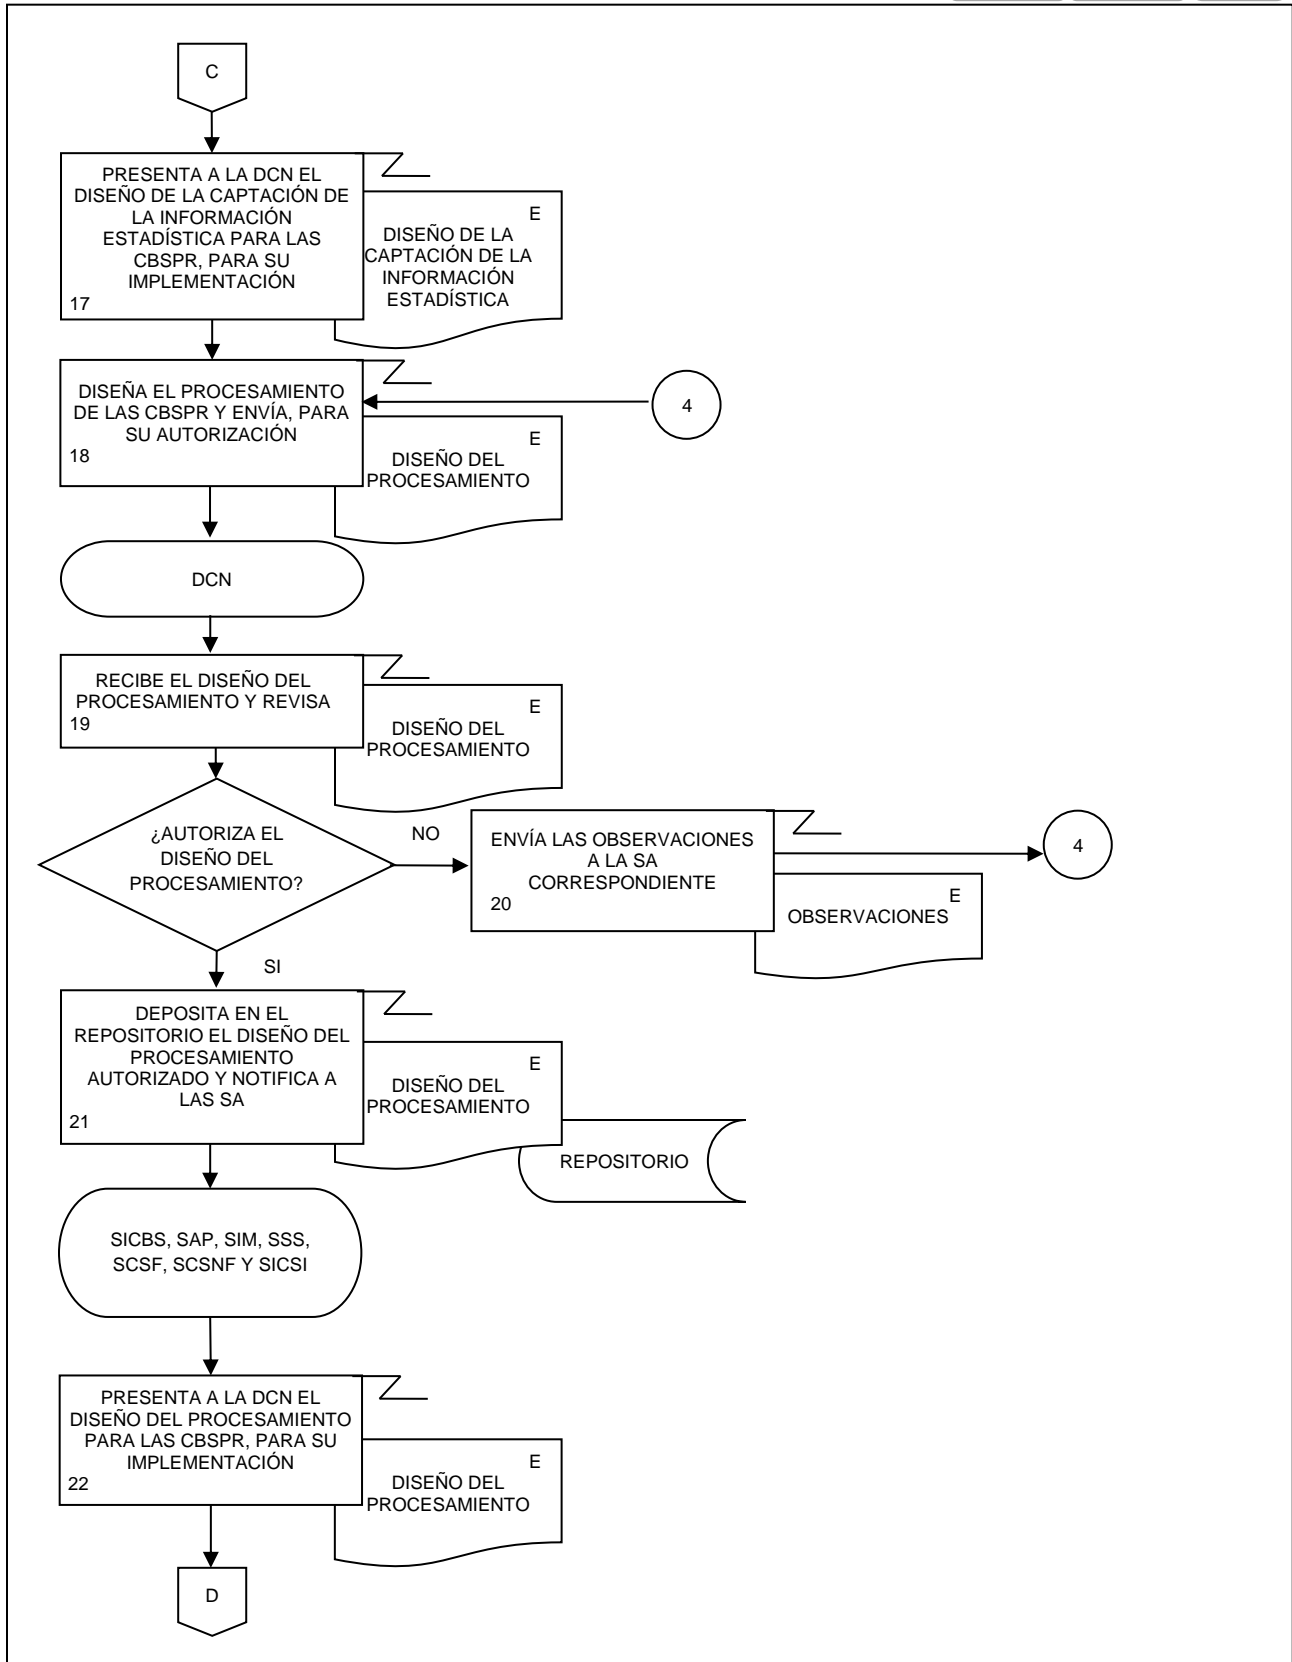 C
PRESENTA A LA DCN EL
DISEÑO DE LA CAPTACIÓN DE
LA INFORMACIÓN
ESTADÍSTICA PARA LAS
CBSPR, PARA SU
IMPLEMENTACIÓN
17
E
DISEÑO DE LA
CAPTACIÓN DE LA
INFORMACIÓN
ESTADÍSTICA
DISEÑA EL PROCESAMIENTO
DE LAS CBSPR Y ENVÍA, PARA
SU AUTORIZACIÓN
18
4
E
DISEÑO DEL
PROCESAMIENTO
DCN
RECIBE EL DISEÑO DEL
PROCESAMIENTO Y REVISA
19
E
DISEÑO DEL
PROCESAMIENTO
¿AUTORIZA EL
DISEÑO DEL
PROCESAMIENTO?
NO
ENVÍA LAS OBSERVACIONES
A LA SA
CORRESPONDIENTE
20
4
E
OBSERVACIONES
SI
DEPOSITA EN EL
REPOSITORIO EL DISEÑO DEL
PROCESAMIENTO
AUTORIZADO Y NOTIFICA A
LAS SA
21
E
DISEÑO DEL
PROCESAMIENTO
REPOSITORIO
SICBS, SAP, SIM, SSS,
SCSF, SCSNF Y SICSI
PRESENTA A LA DCN EL
DISEÑO DEL PROCESAMIENTO
PARA LAS CBSPR, PARA SU
IMPLEMENTACIÓN
22
E
DISEÑO DEL
PROCESAMIENTO
D